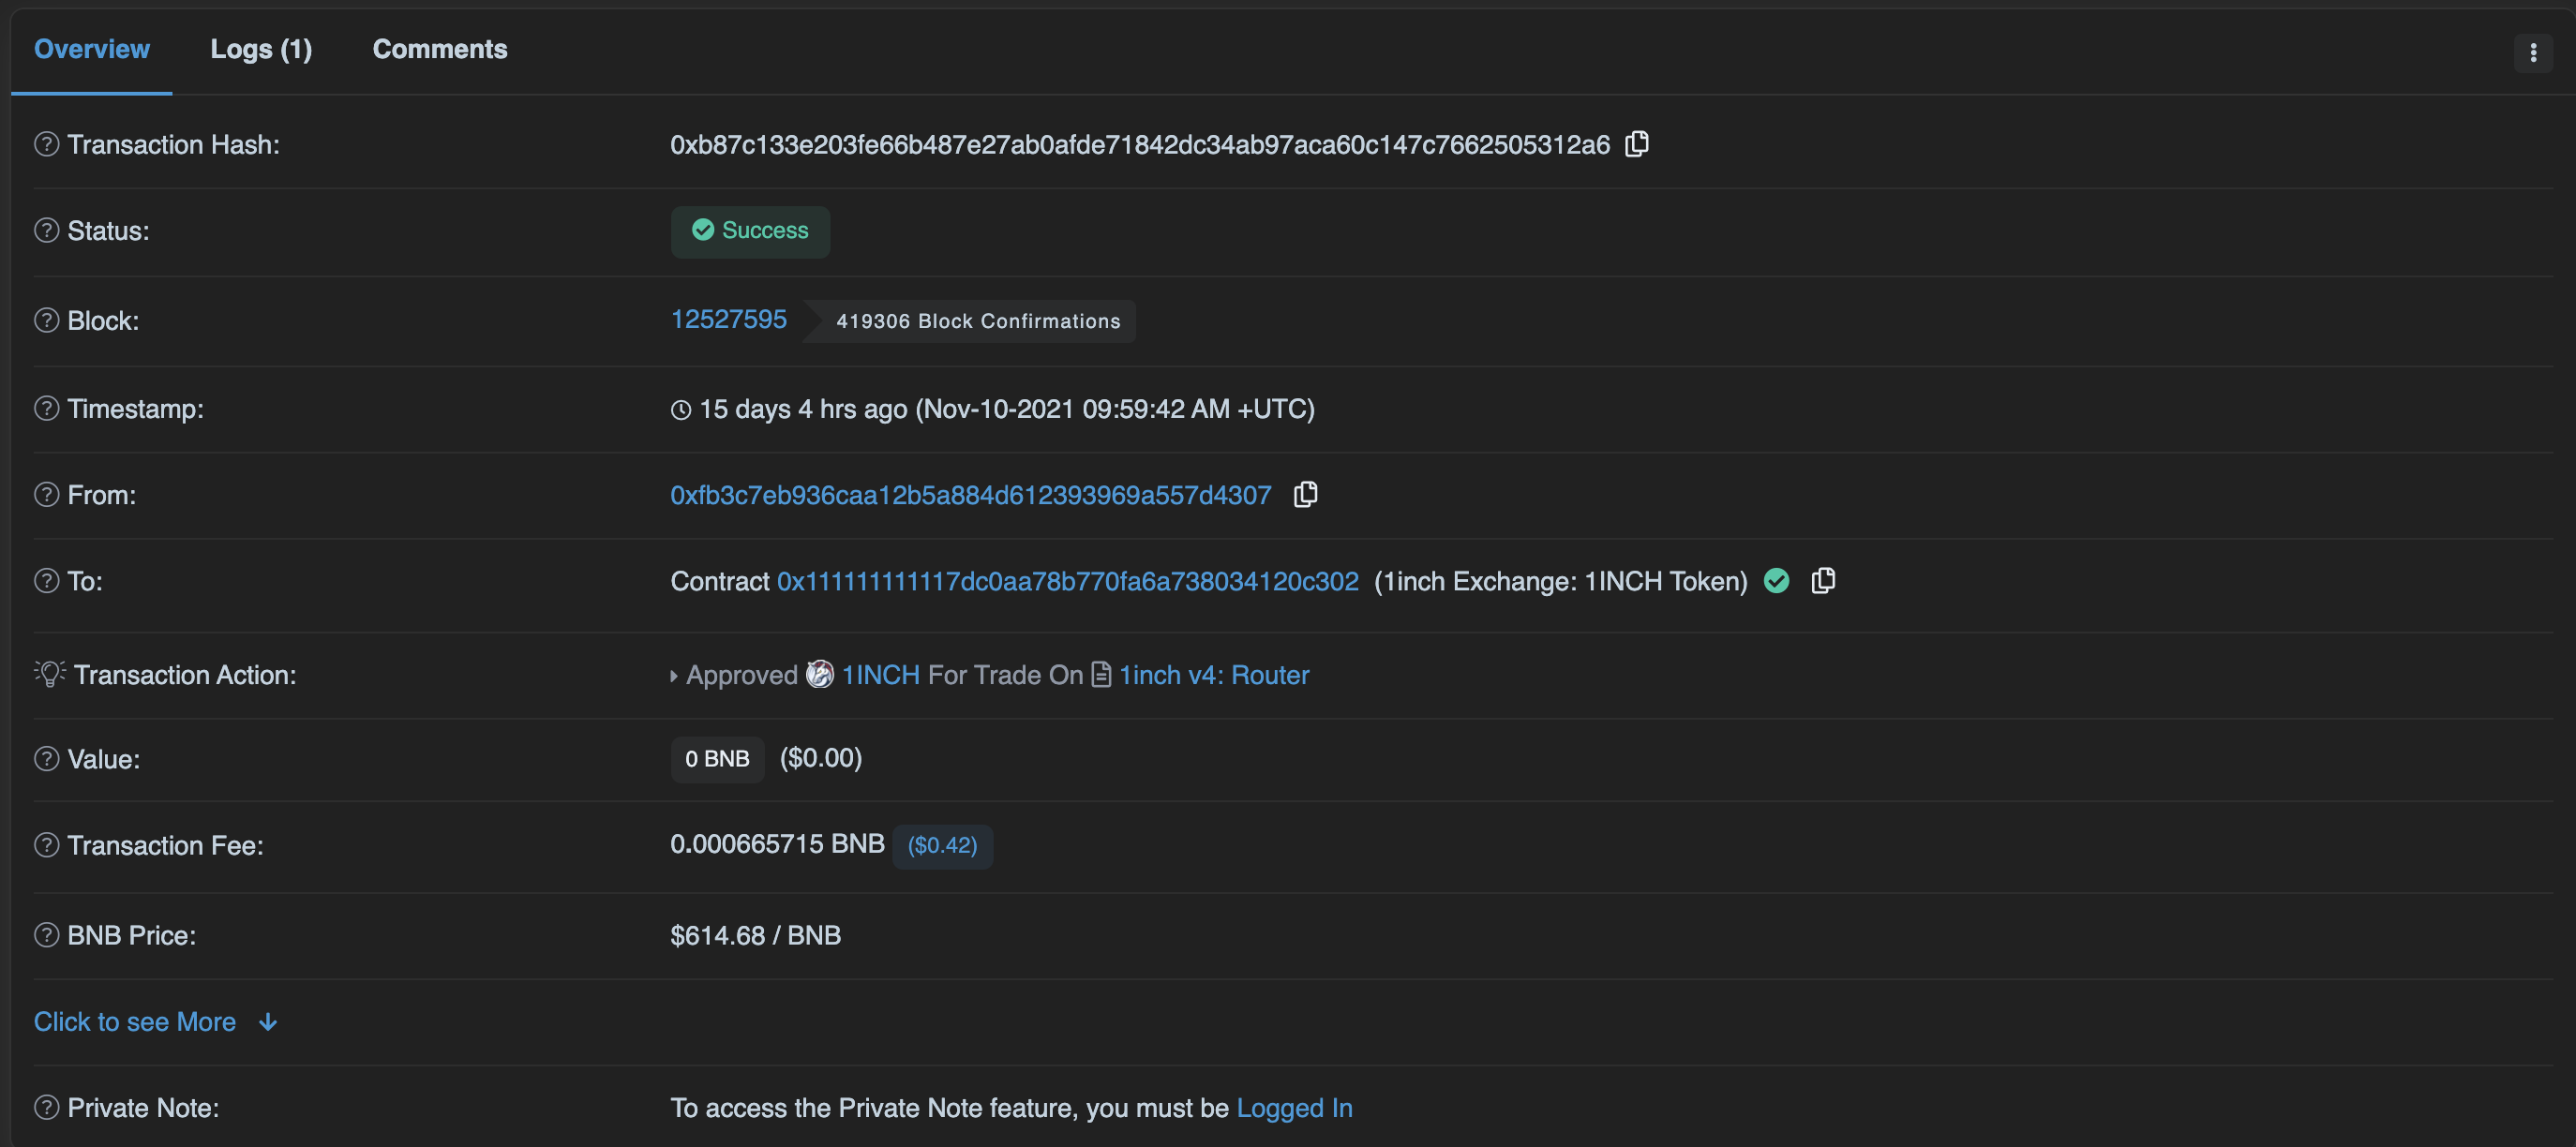 Overview Logs (1) Comments
Transaction Hash: 0xb87c133e203fe66b487e27ab0afde71842dc34ab97aca60c147c7662505312a6
Status: Success
Block: 12527595 419306 Block Confirmations
Timestamp: 15 days 4 hrs ago (Nov-10-2021 09:59:42 AM +UTC)
From: 0xfb3c7eb936caa12b5a884d612393969a557d4307
To: Contract 0x111111111117dc0aa78b770fa6a738034120c302 (1inch Exchange: 1INCH Token)
Transaction Action: Approved 1INCH For Trade On 1inch v4: Router
Value: 0 BNB ($0.00)
Transaction Fee: 0.000665715 BNB ($0.42)
BNB Price: $614.68 / BNB
Click to see More
Private Note: To access the Private Note feature, you must be Logged In